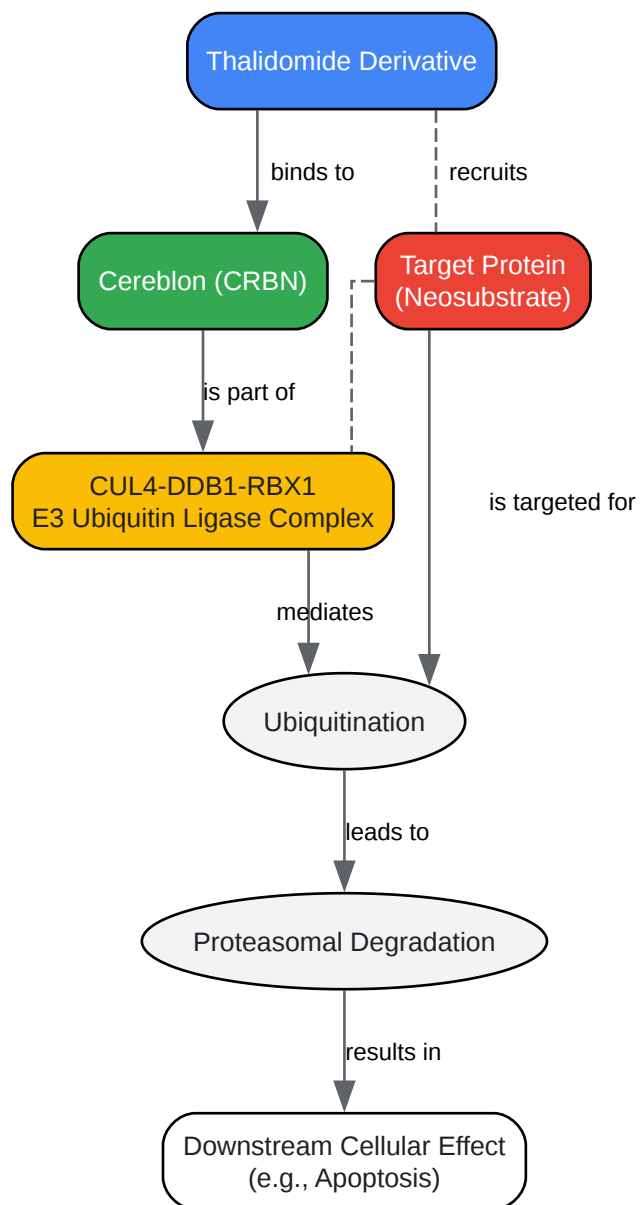 Thalidomide Derivative
binds to
recruits
Cereblon (CRBN)
Target Protein
(Neosubstrate)
is part of
CUL4-DDB1-RBX1
E3 Ubiquitin Ligase Complex
is targeted for
mediates
Ubiquitination
leads to
Proteasomal Degradation
results in
Downstream Cellular Effect
(e.g., Apoptosis)